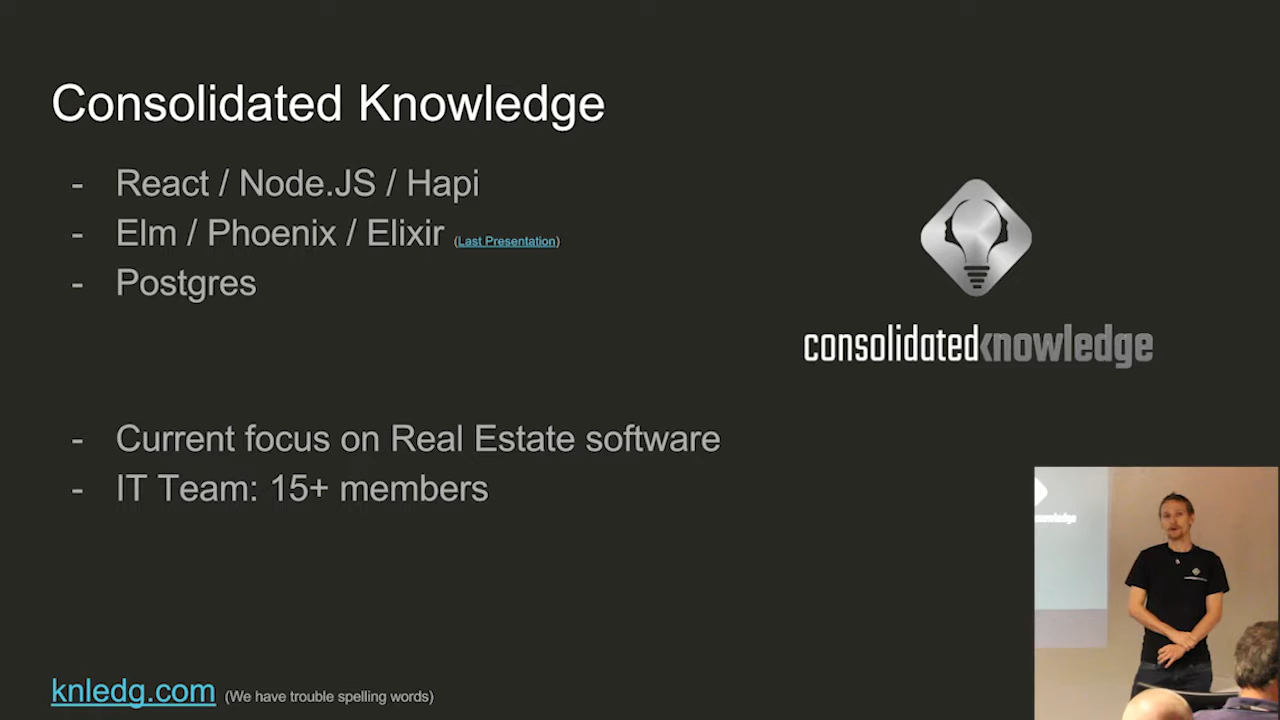 Consolidated Knowledge
- React / Node.JS / Hapi
- Elm / Phoenix / Elixir (Last Presentation)
- Postgres
consolidatedknowledge
- Current focus on Real Estate software
- IT Team: 15+ members
knledg.com (We have trouble spelling words)